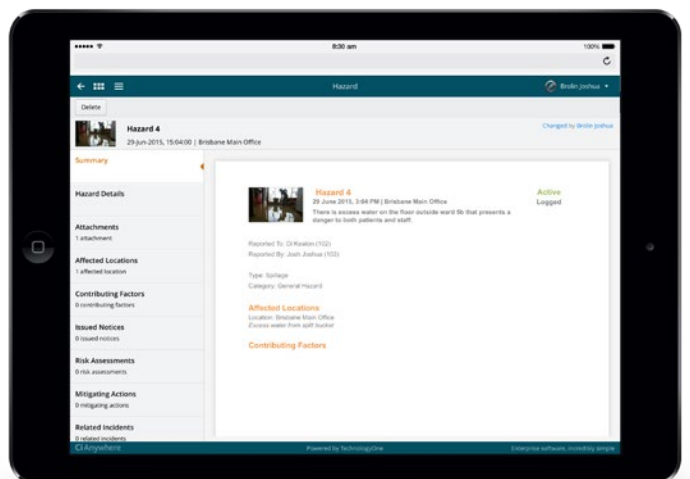 8:30 am
100%
Hazard
Brolin Joshua
Delete
Hazard 4
29-Jun-2015, 15:04:00 | Brisbane Main Office
Changed by Brolin Joshua
Summary
Hazard Details
Attachments
1 attachment
Affected Locations
1 affected location
Contributing Factors
0 contributing factors
Issued Notices
0 issued notices
Risk Assessments
0 risk assessments
Mitigating Actions
0 mitigating actions
Related Incidents
0 related incidents
Hazard 4
Active
29 June 2015, 3:04 PM | Brisbane Main Office
Logged
There is excess water on the floor outside ward 5b that presents a
danger to both patients and staff.
Reported To: Di Keaton (102)
Reported By: Josh Joshua (103)
Type: Spillage
Category: General Hazard
Affected Locations
Location: Brisbane Main Office
Excess water from spilt bucket
Contributing Factors
Ci Anywhere
Powered by TechnologyOne
Enterprise software, incredibly simple